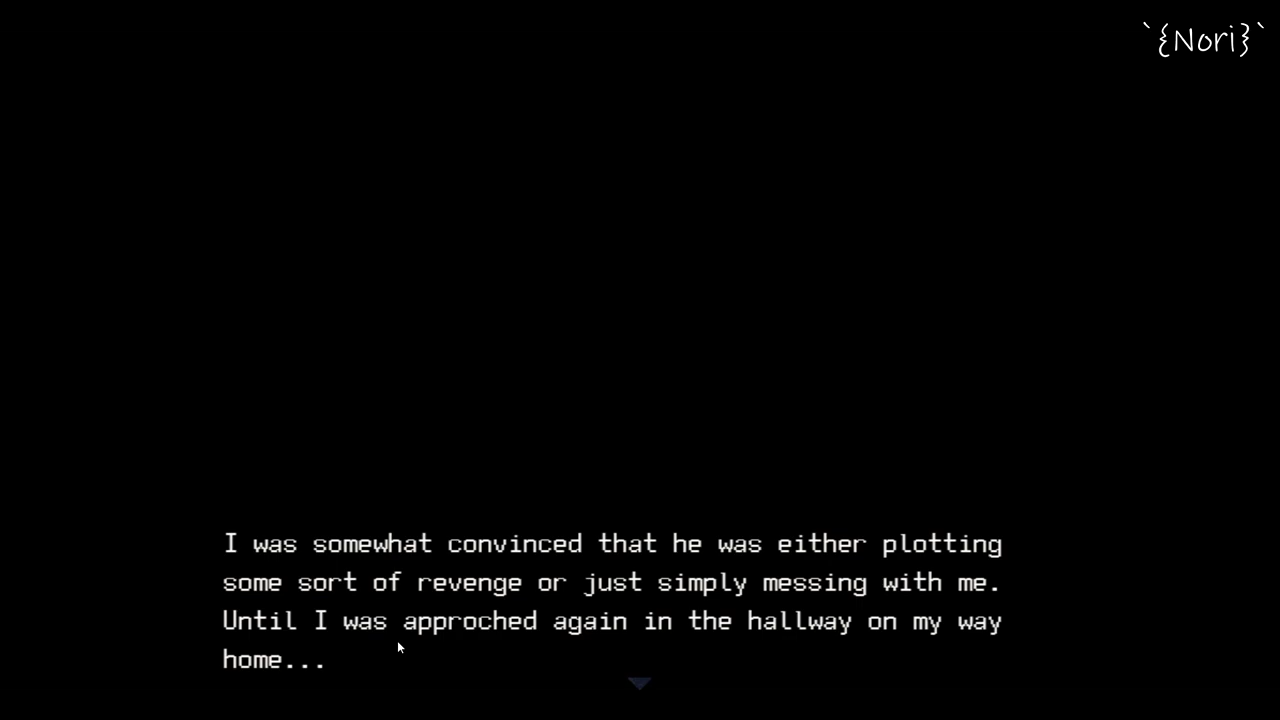 `{Nori}`
I was somewhat convinced that he was either plotting
some sort of revenge or just simply messing with me.
Until I was approched again in the hallway on my way
home...